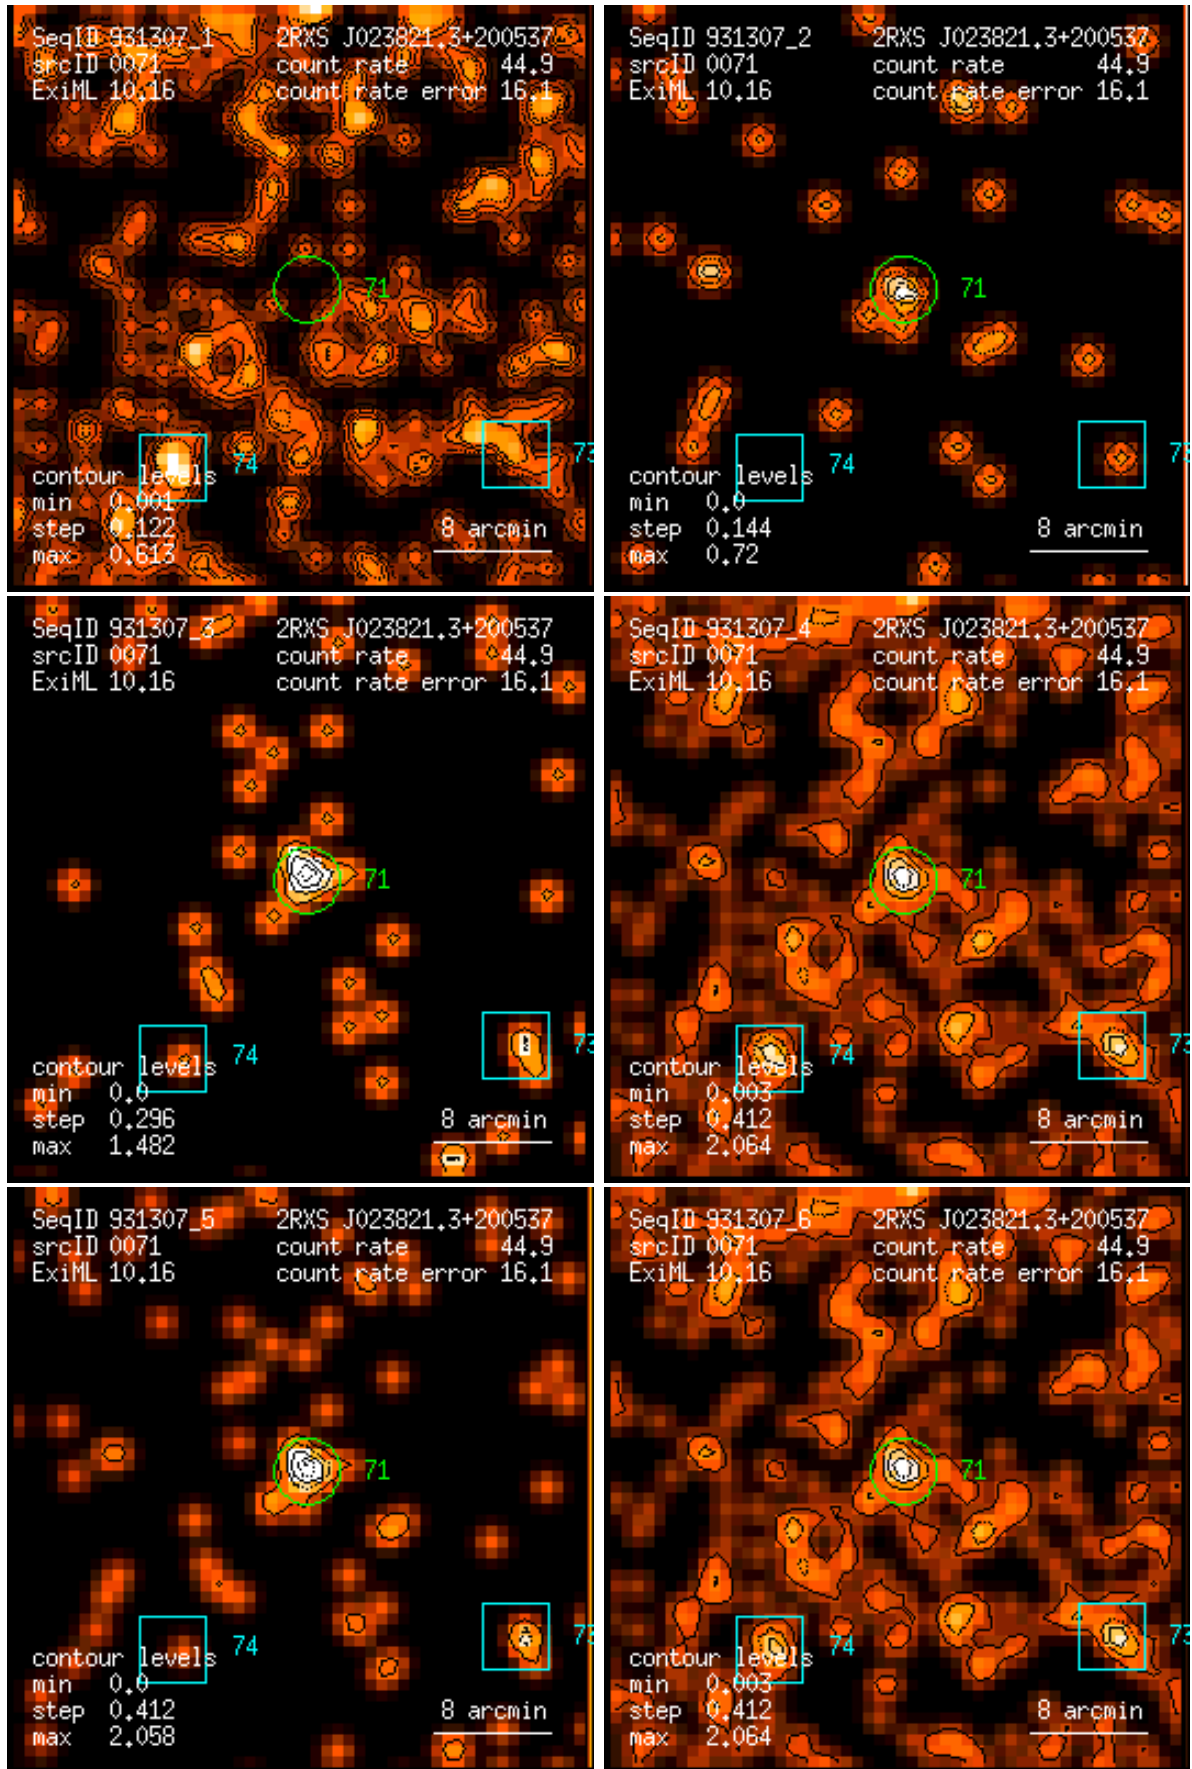 SeqID 931307_1 2RXS J023821.3+200537
srcID 0071 count rate 44.9
ExiML 10.16 count rate error 16.1
71
74
73
contour levels
min 0.001
step 0.122
max 0.613
8 arcmin
SeqID 931307_2 2RXS J023821.3+200537
srcID 0071 count rate 44.9
ExiML 10.16 count rate error 16.1
71
74
73
contour levels
min 0.0
step 0.144
max 0.72
8 arcmin
SeqID 931307_3 2RXS J023821.3+200537
srcID 0071 count rate 44.9
ExiML 10.16 count rate error 16.1
71
74
73
contour levels
min 0.0
step 0.296
max 1.482
8 arcmin
SeqID 931307_4 2RXS J023821.3+200537
srcID 0071 count rate 44.9
ExiML 10.16 count rate error 16.1
71
74
73
contour levels
min 0.003
step 0.412
max 2.064
8 arcmin
SeqID 931307_5 2RXS J023821.3+200537
srcID 0071 count rate 44.9
ExiML 10.16 count rate error 16.1
71
74
73
contour levels
min 0.0
step 0.412
max 2.058
8 arcmin
SeqID 931307_6 2RXS J023821.3+200537
srcID 0071 count rate 44.9
ExiML 10.16 count rate error 16.1
71
74
73
contour levels
min 0.003
step 0.412
max 2.064
8 arcmin